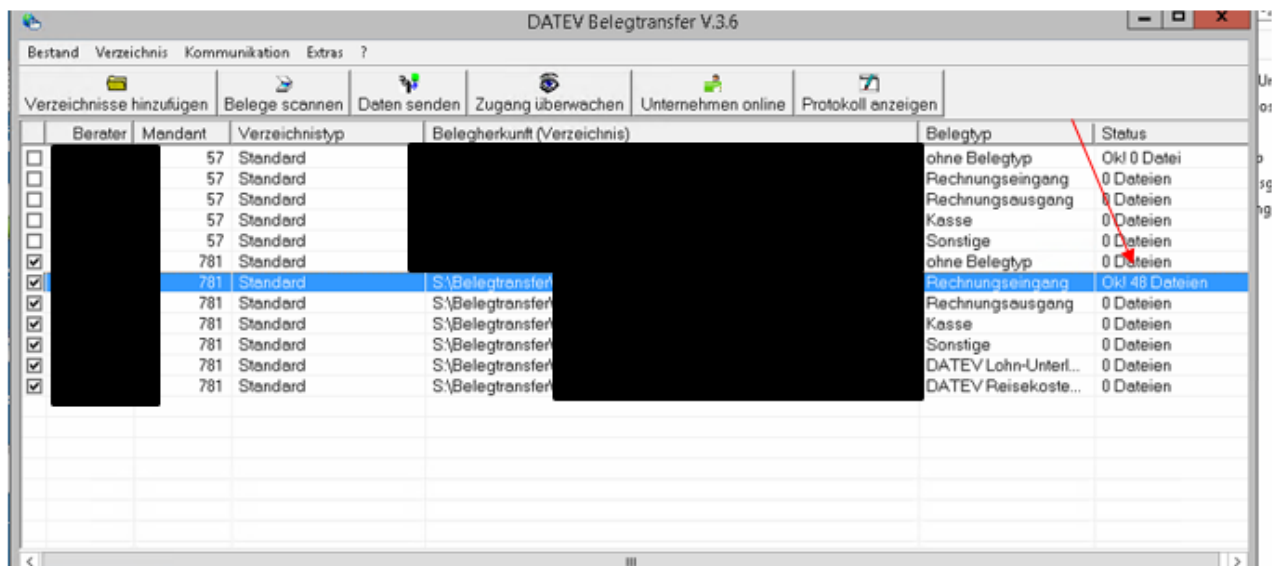 DATEV Belegtransfer V.3.6
Bestand Verzeichnis Kommunikation Extras ?
Verzeichnisse hinzufügen Belege scannen Daten senden Zugang überwachen Unternehmen online Protokoll anzeigen
Berater Mandant Verzeichnistyp Belegherkunft (Verzeichnis) Belegtyp Status
57 Standard ohne Belegtyp Ok! 0 Datei
57 Standard Rechnungseingang 0 Dateien
57 Standard Rechnungsausgang 0 Dateien
57 Standard Kasse 0 Dateien
57 Standard Sonstige 0 Dateien
781 Standard ohne Belegtyp 0 Dateien
781 Standard S:\Belegtransfer\ Rechnungseingang Ok! 48 Dateien
781 Standard S:\Belegtransfer\ Rechnungsausgang 0 Dateien
781 Standard S:\Belegtransfer\ Kasse 0 Dateien
781 Standard S:\Belegtransfer\ Sonstige 0 Dateien
781 Standard S:\Belegtransfer\ DATEV Lohn-Unterl... 0 Dateien
781 Standard S:\Belegtransfer\ DATEV Reisekoste... 0 Dateien